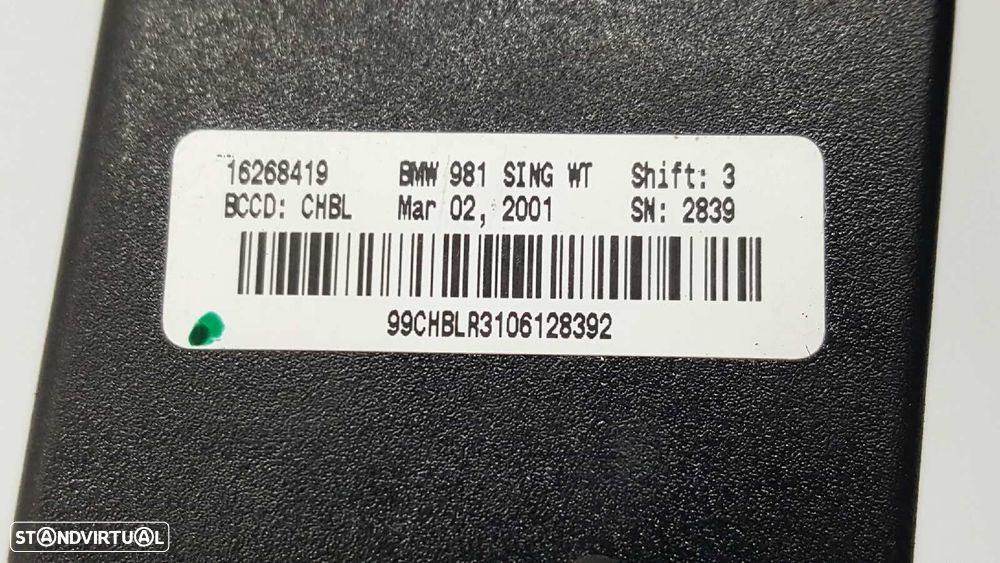 16268419 BMW 981 SING WT Shift: 3
BCCD: CHBL Mar 02, 2001 SN: 2839
99CHBLR3106128392
STANDVIRTUAL